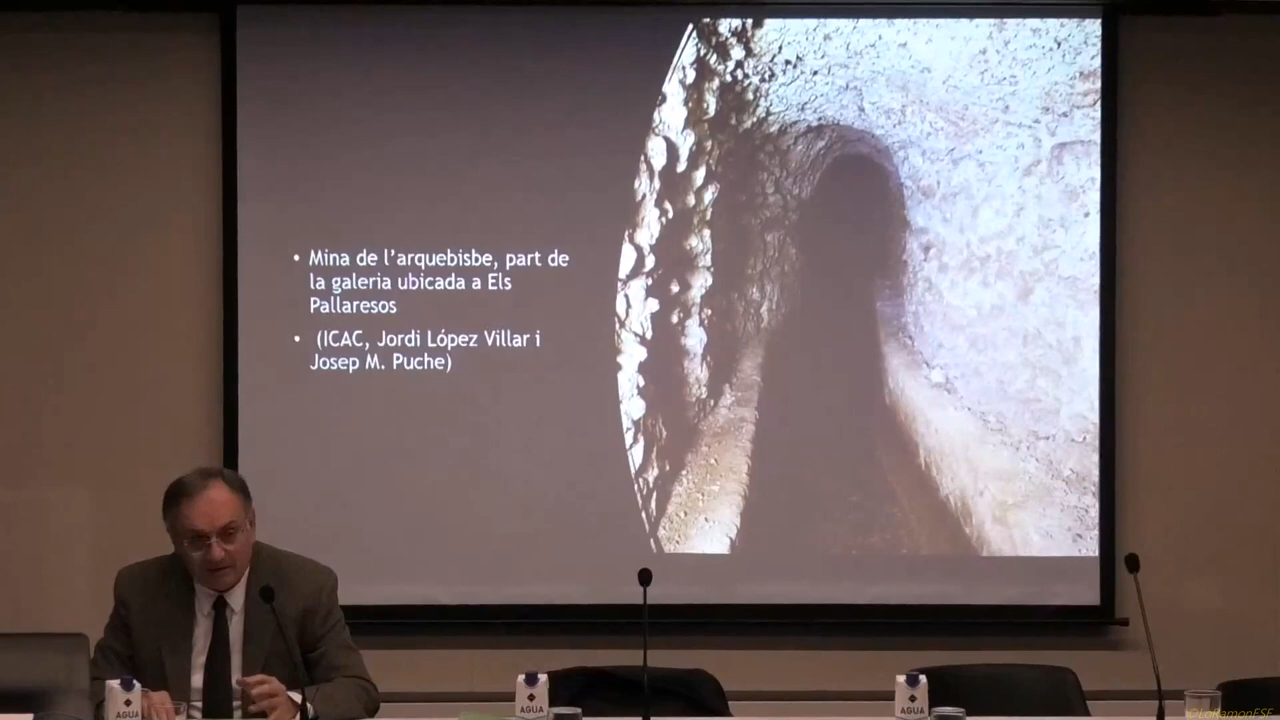 • Mina de l’arquebisbe, part de
la galeria ubicada a Els
Pallaresos
• (ICAC, Jordi López Villar i
Josep M. Puche)
AGUA
AGUA
AGUA
©LoRamonFSF